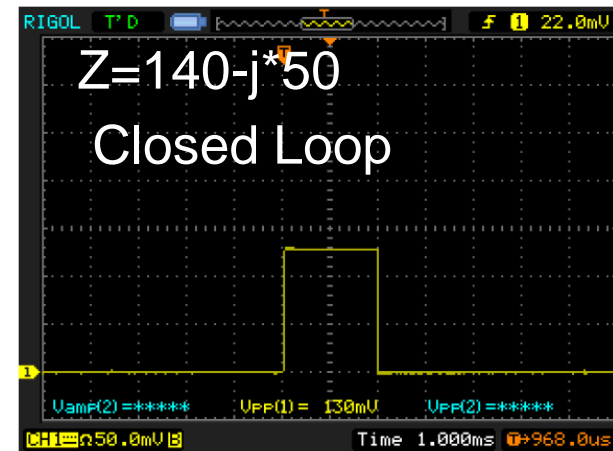 RIGOL T'D T f 1 22.0mV
T
Z=140-j*50
Closed Loop
1
Vamp(2)=***** Vpp(1)= 130mV Vpp(2)=*****
CH1 Ω 50.0mV B Time 1.000ms T→968.0us